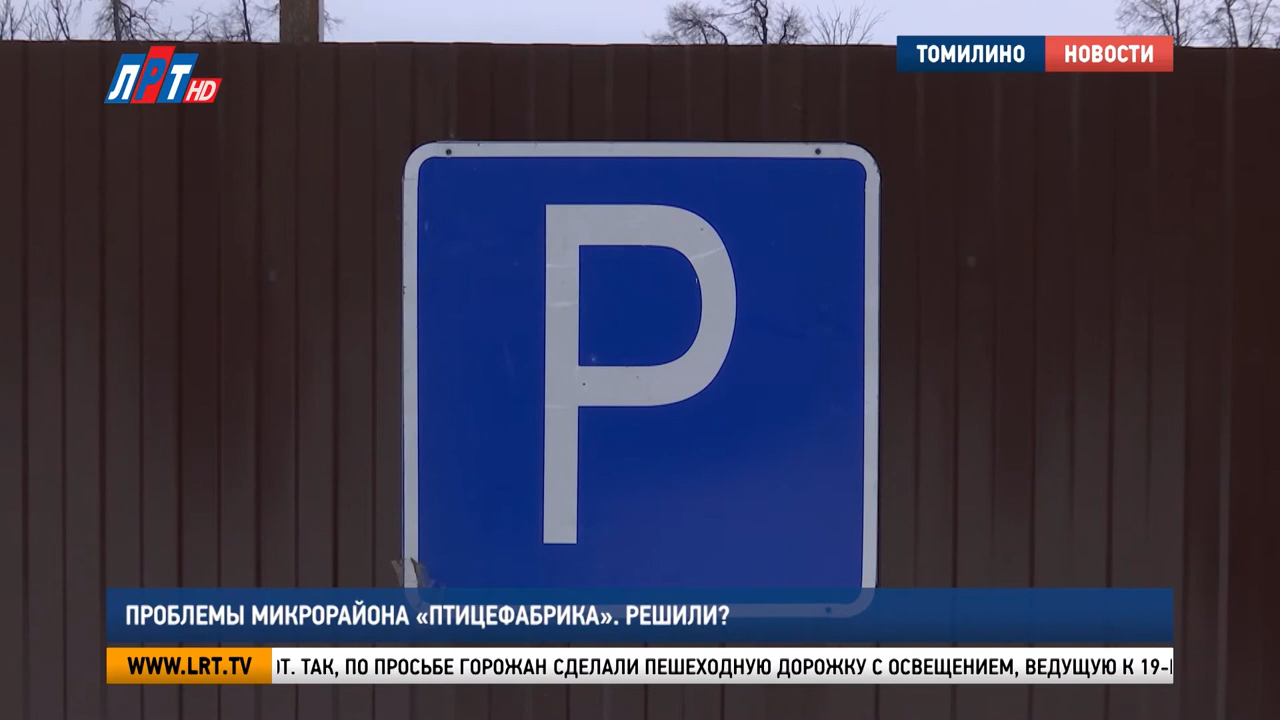 ЛРТ HD
ТОМИЛИНО НОВОСТИ
P
ПРОБЛЕМЫ МИКРОРАЙОНА «ПТИЦЕФАБРИКА». РЕШИЛИ?
WWW.LRT.TV
ТАК, ПО ПРОСЬБЕ ГОРОЖАН СДЕЛАЛИ ПЕШЕХОДНУЮ ДОРОЖКУ С ОСВЕЩЕНИЕМ, ВЕДУЩУЮ К 19-